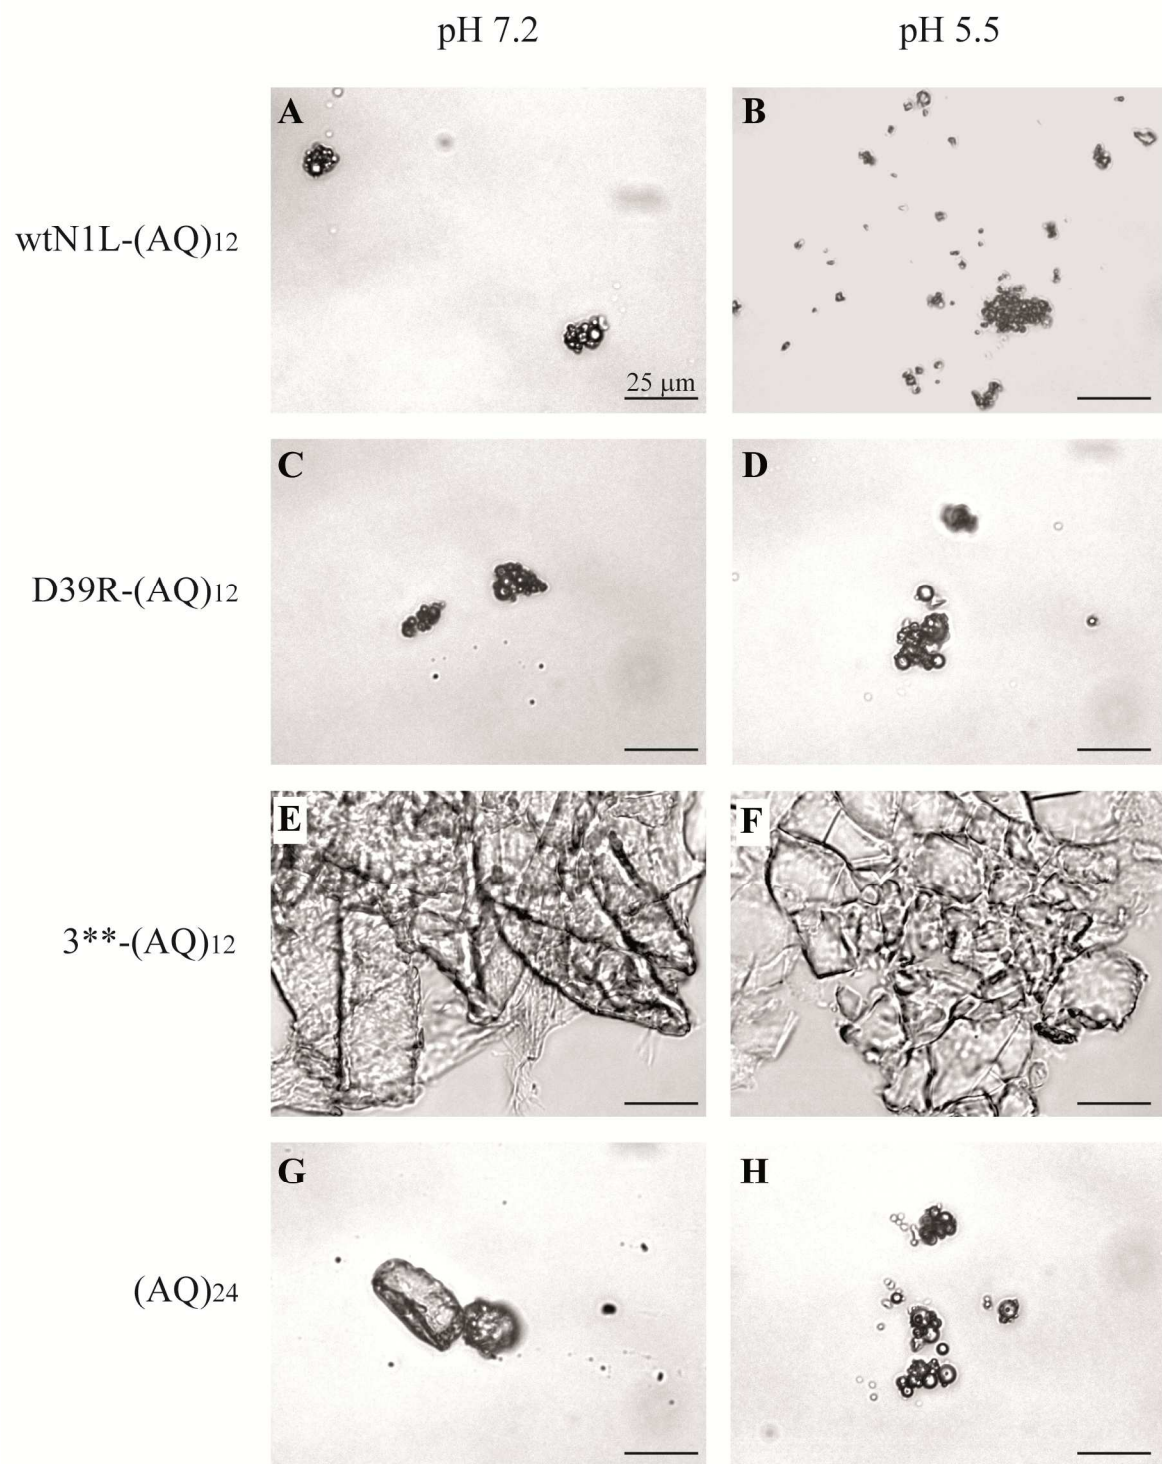 pH 7.2 pH 5.5
A B
wtN1L-(AQ)12
25 μm
C D
D39R-(AQ)12
E F
3**-(AQ)12
G H
(AQ)24